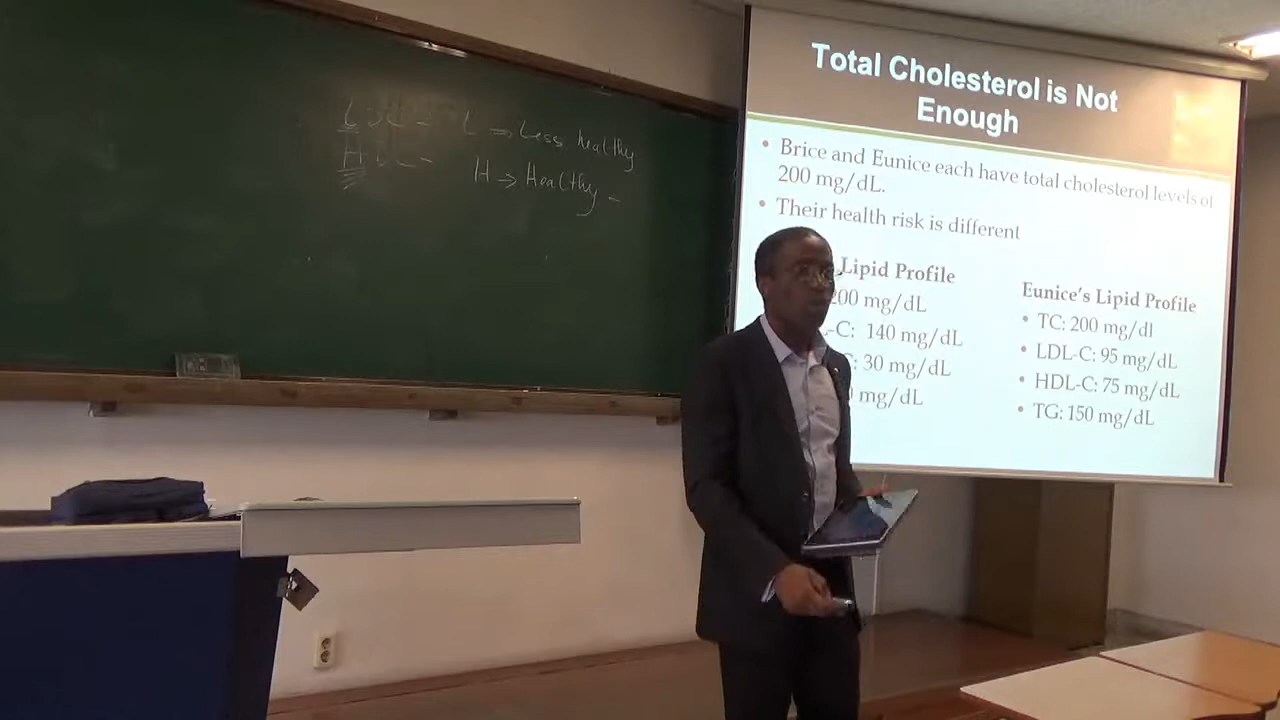 LDL - L → Less healthy
HDL - H → Healthy -
Total Cholesterol is Not
Enough
• Brice and Eunice each have total cholesterol levels of
200 mg/dL.
• Their health risk is different
Lipid Profile
200 mg/dL
-C: 140 mg/dL
C: 30 mg/dL
mg/dL
Eunice's Lipid Profile
• TC: 200 mg/dl
• LDL-C: 95 mg/dL
• HDL-C: 75 mg/dL
• TG: 150 mg/dL